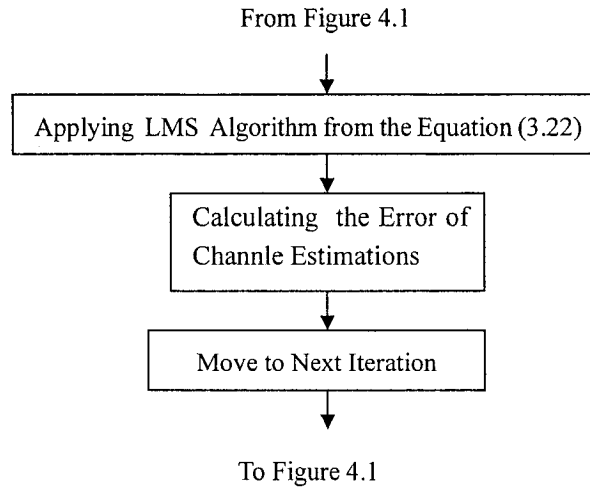 From Figure 4.1
Applying LMS Algorithm from the Equation (3.22)
Calculating the Error of
Channle Estimations
Move to Next Iteration
To Figure 4.1